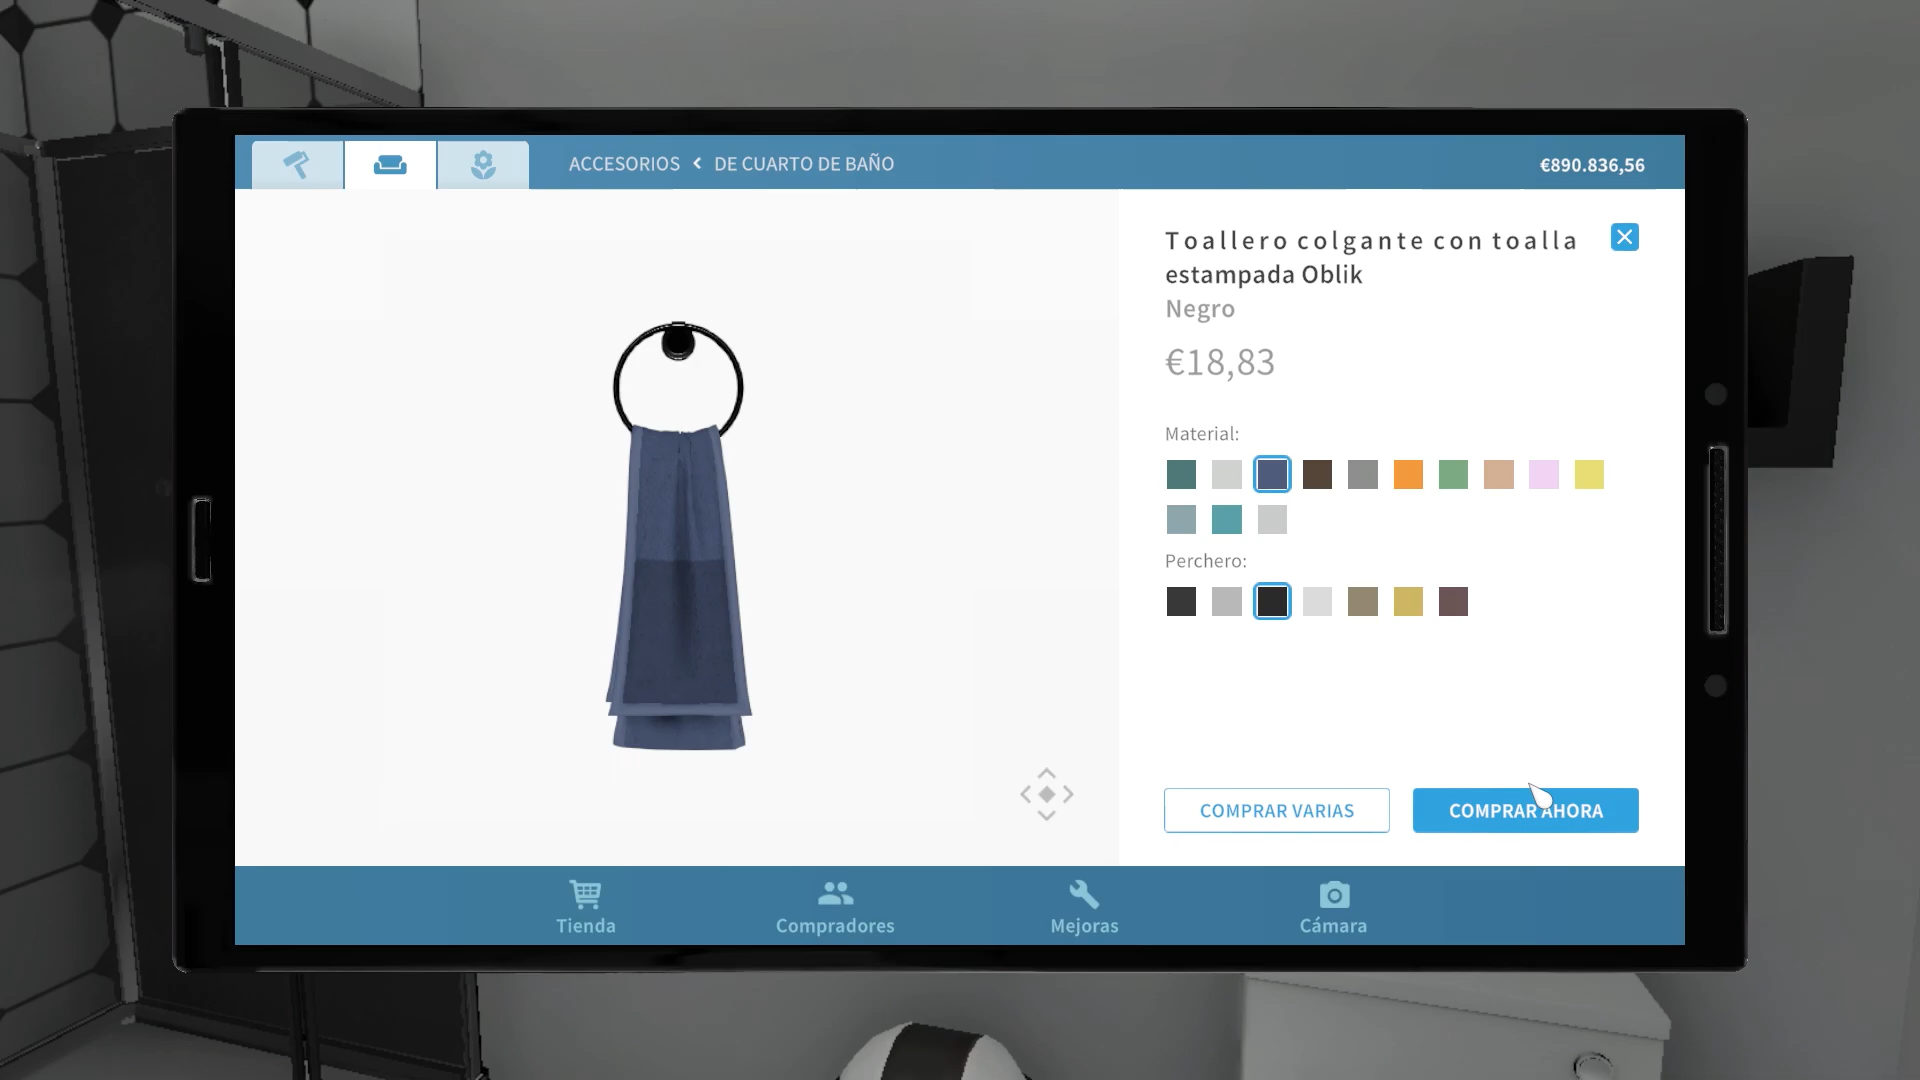 ACCESORIOS < DE CUARTO DE BAÑO
€890.836,56
Toallero colgante con toalla
estampada Oblik
Negro
€18,83
Material:
Perchero:
COMPRAR VARIAS
COMPRAR AHORA
Tienda
Compradores
Mejoras
Cámara